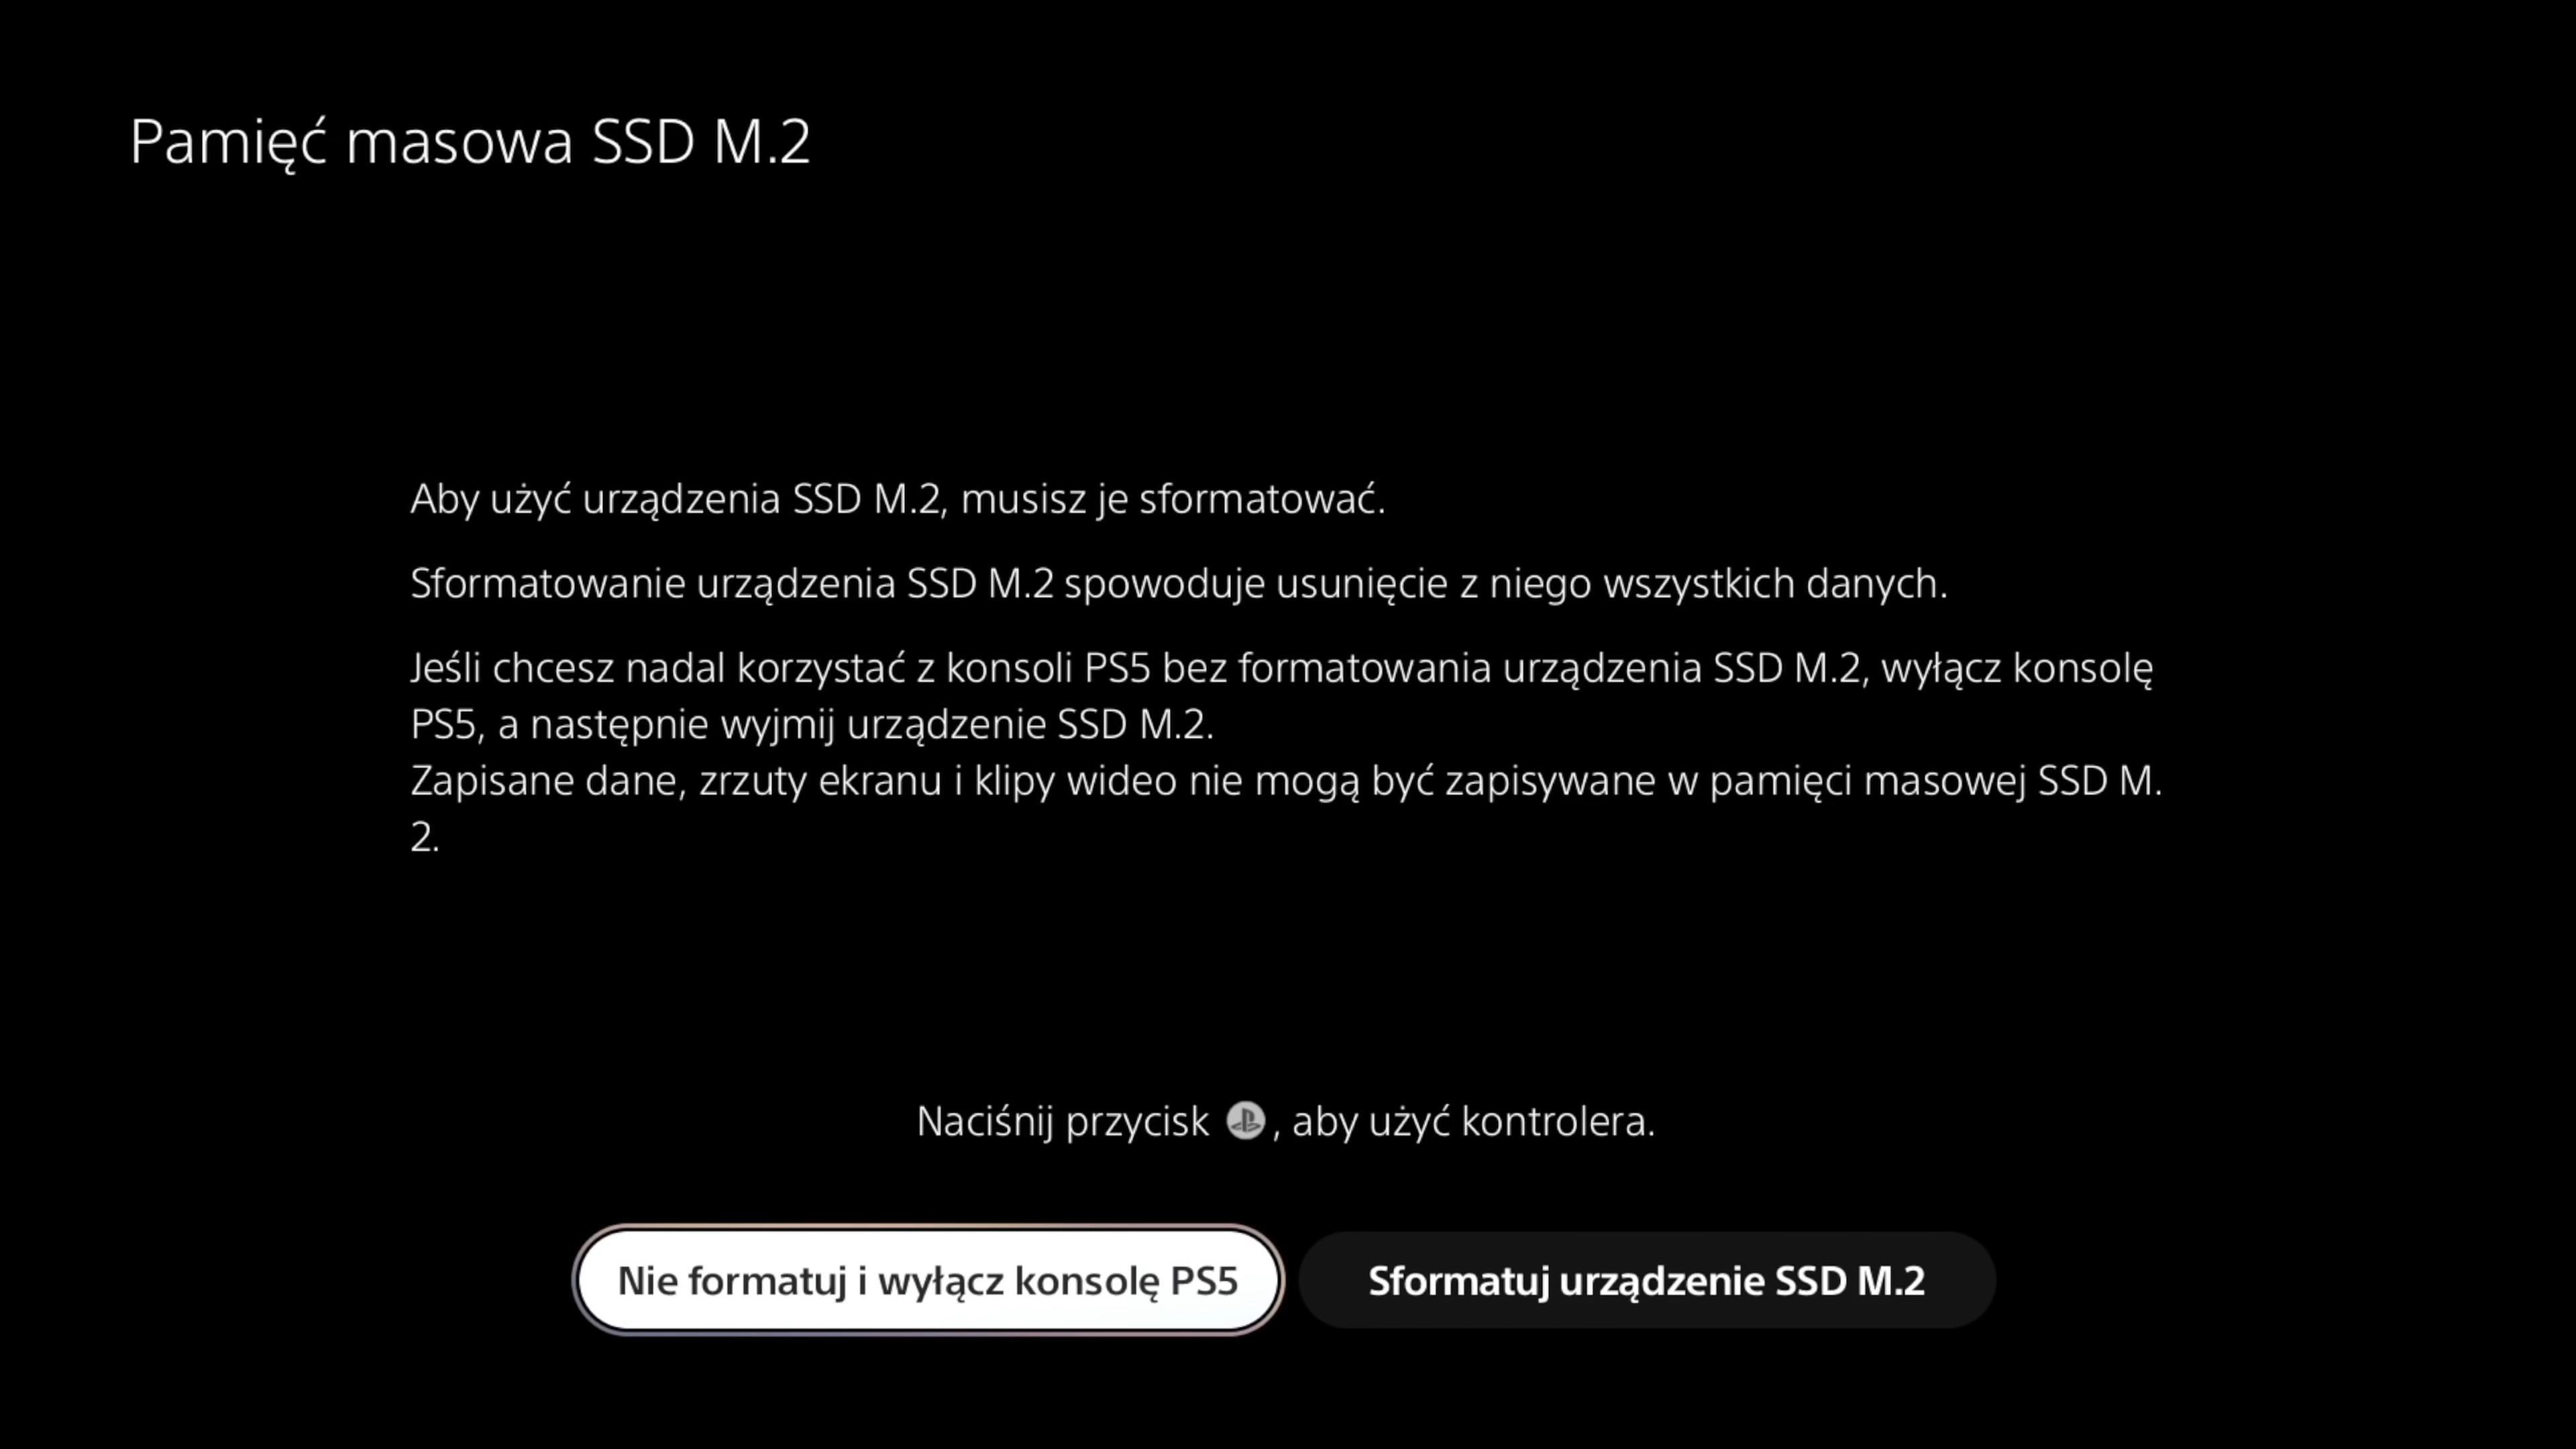 Pamięć masowa SSD M.2
Aby użyć urządzenia SSD M.2, musisz je sformatować.
Sformatowanie urządzenia SSD M.2 spowoduje usunięcie z niego wszystkich danych.
Jeśli chcesz nadal korzystać z konsoli PS5 bez formatowania urządzenia SSD M.2, wyłącz konsolę
PS5, a następnie wyjmij urządzenie SSD M.2.
Zapisane dane, zrzuty ekranu i klipy wideo nie mogą być zapisywane w pamięci masowej SSD M.
2.
Naciśnij przycisk , aby użyć kontrolera.
Nie formatuj i wyłącz konsolę PS5
Sformatuj urządzenie SSD M.2